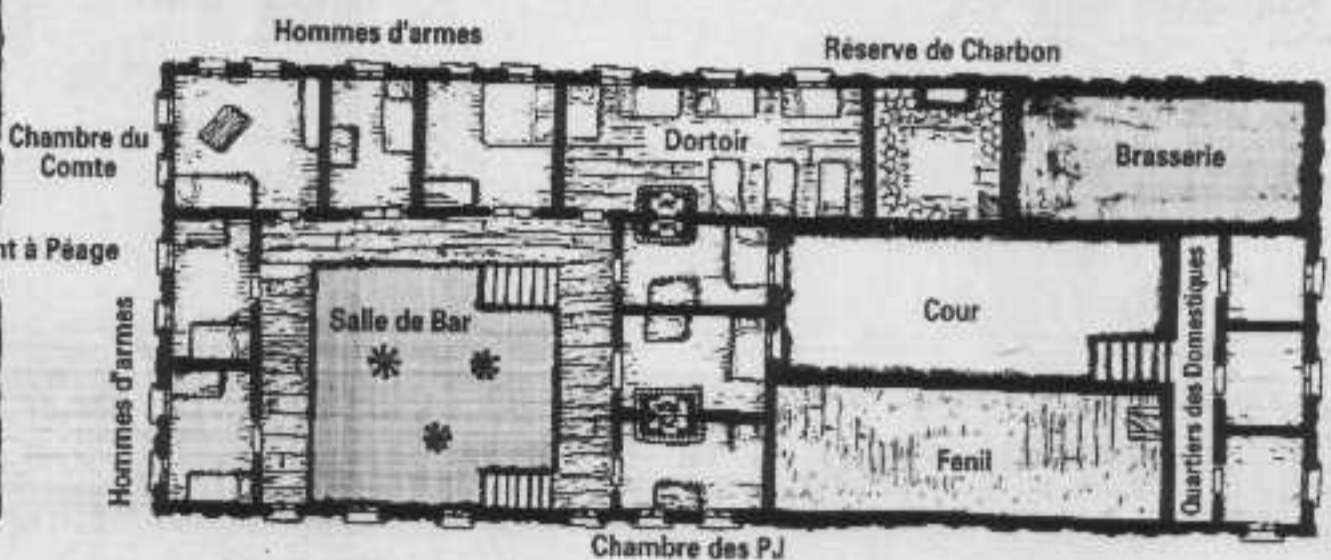 Hommes d'armes
Réserve de Charbon
Chambre du
Comte
Dortoir
Brasserie
nt à Péage
Hommes d'armes
Salle de Bar
Cour
Quartiers des Domestiques
Fenil
Chambre des PJ